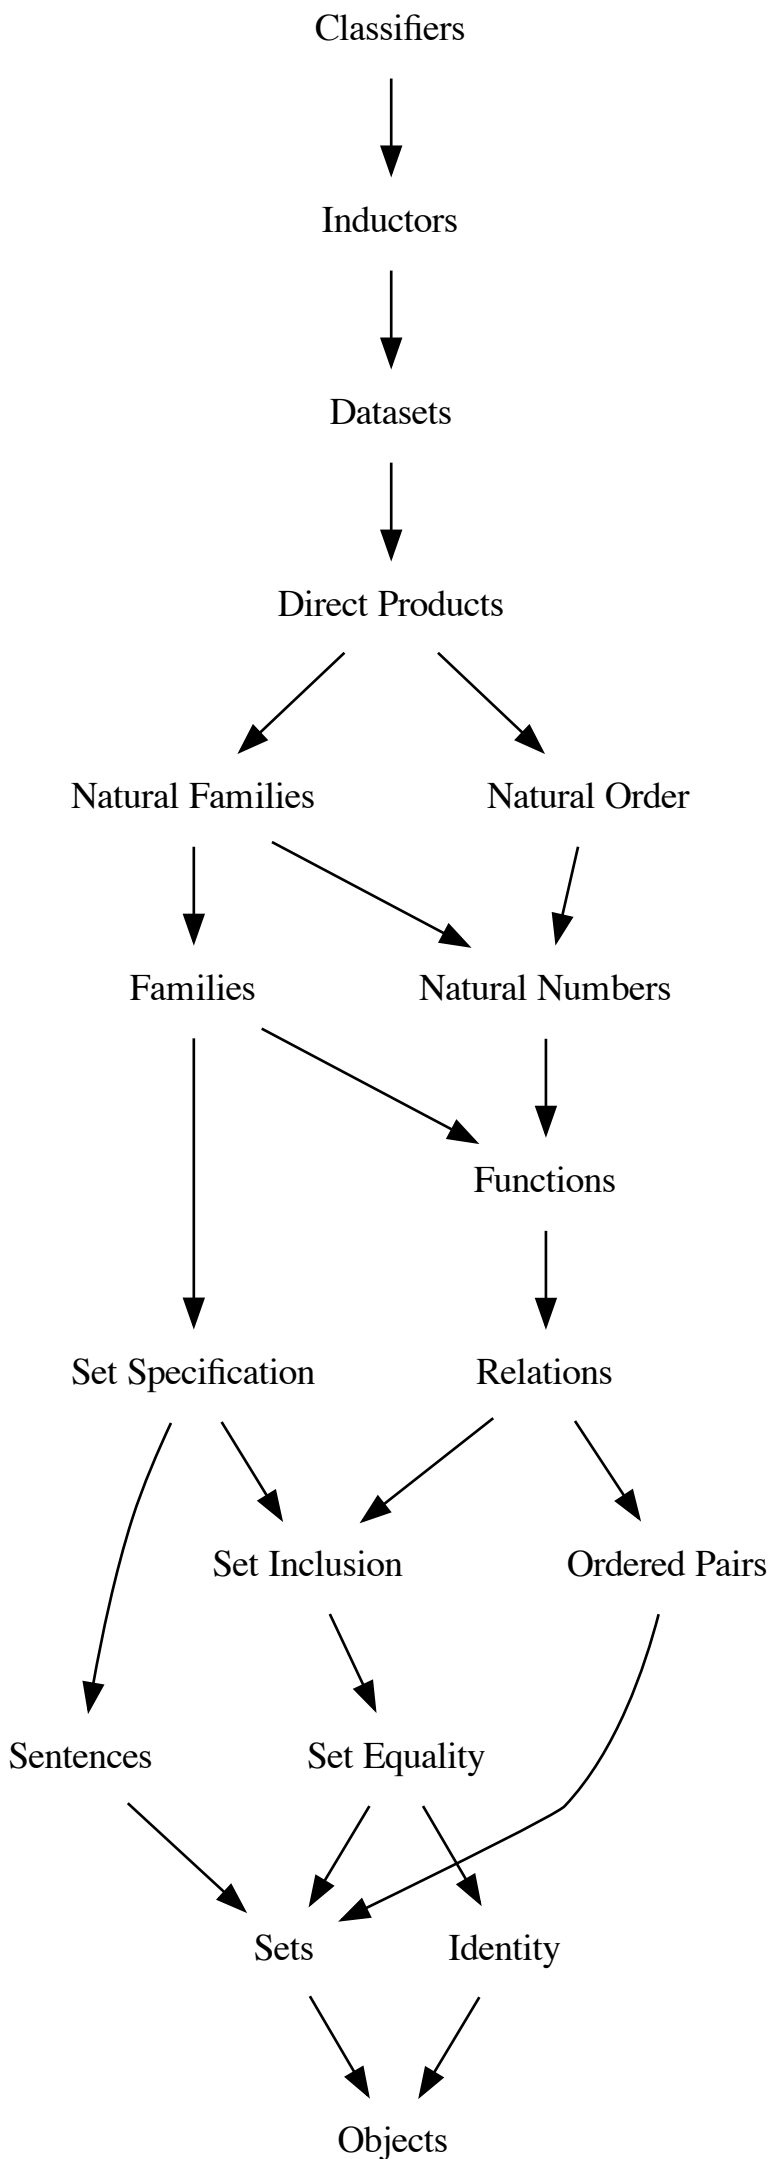 Classifiers
Inductors
Datasets
Direct Products
Natural Families
Natural Order
Families
Natural Numbers
Functions
Set Specification
Relations
Set Inclusion
Ordered Pairs
Sentences
Set Equality
Sets
Identity
Objects